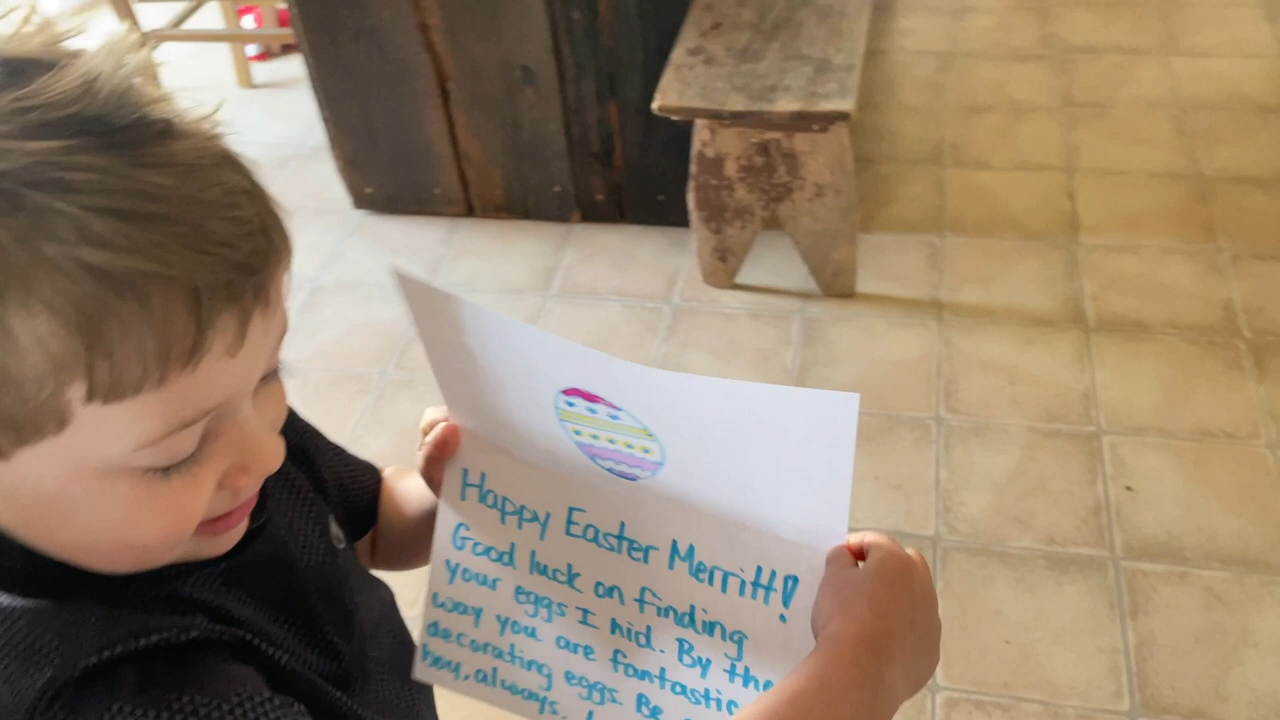 Happy Easter Merritt!
Good luck on finding
your eggs I hid. By the
way you are fantastic
decorating eggs. Be
boy, always.